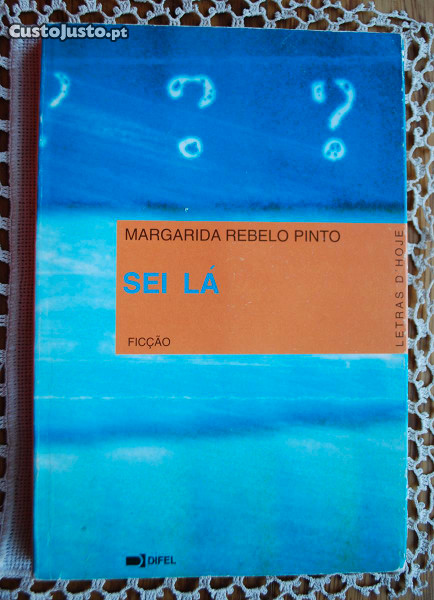 CustoJusto.pt
? ?
MARGARIDA REBELO PINTO
SEI LÁ
FICÇÃO
LETRAS D'HOJE
DIFEL